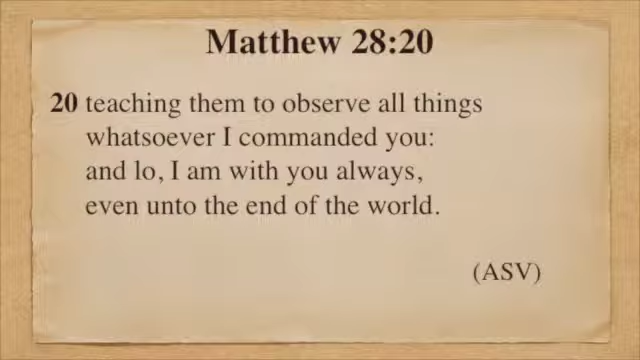 Matthew 28:20
20 teaching them to observe all things
whatsoever I commanded you:
and lo, I am with you always,
even unto the end of the world.
(ASV)